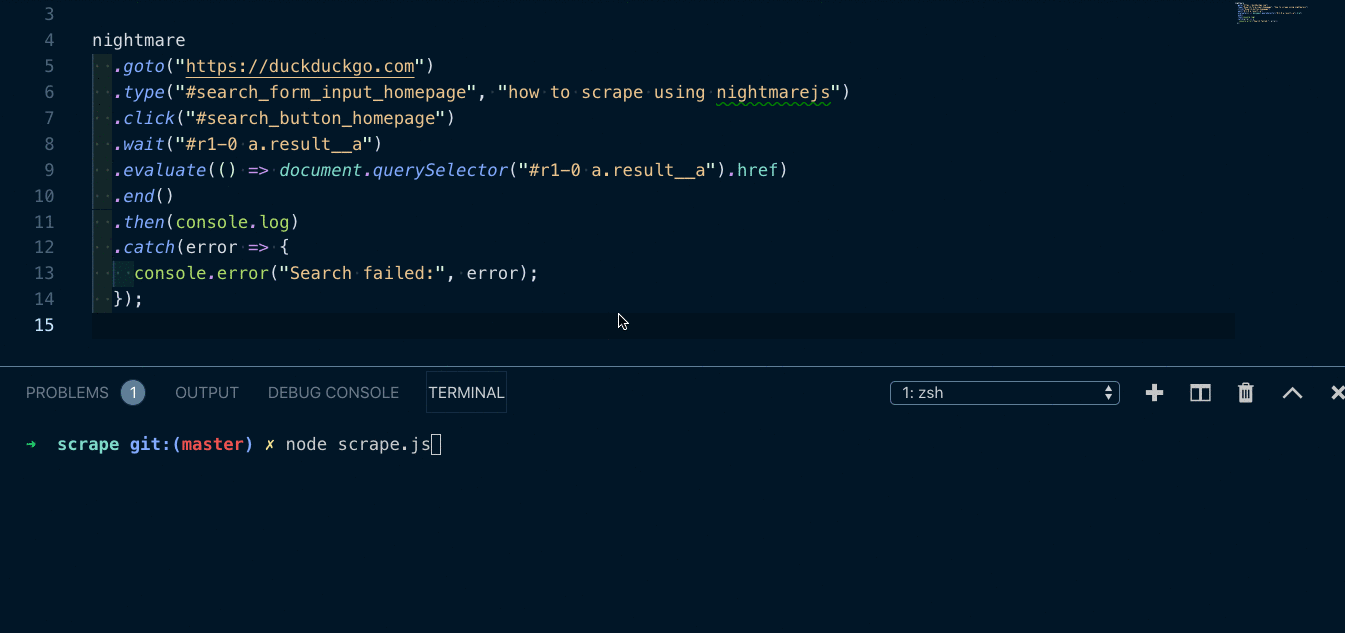 3
4 nightmare
5 .goto("https://duckduckgo.com")
6 .type("#search_form_input_homepage", "how to scrape using nightmarejs")
7 .click("#search_button_homepage")
8 .wait("#r1-0 a.result__a")
9 .evaluate(() => document.querySelector("#r1-0 a.result__a").href)
10 .end()
11 .then(console.log)
12 .catch(error => {
13 console.error("Search failed:", error);
14 });
15
PROBLEMS 1 OUTPUT DEBUG CONSOLE TERMINAL 1: zsh
➜ scrape git:(master) ✗ node scrape.js